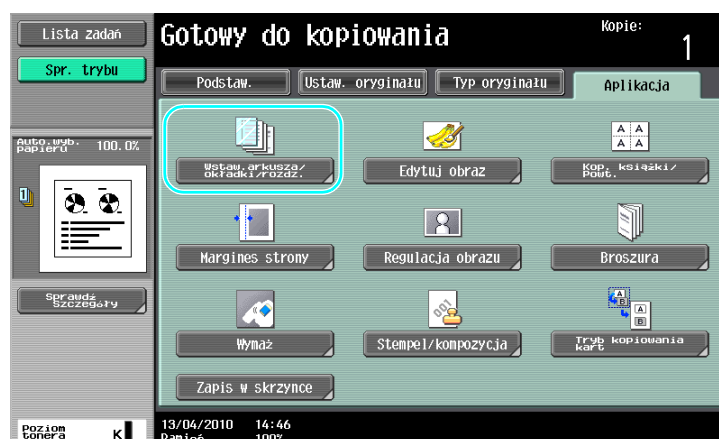 Lista zadań
Gotowy do kopiowania
Kopie:
1
Spr. trybu
Podstaw.
Ustaw. oryginału
Typ oryginału
Aplikacja
Auto.wyb.
papieru
100.0%
1
Wstaw.arkusza/
okładki/rozdz.
Edytuj obraz
A A
A A
Kop. książki/
Powt.
Margines strony
Regulacja obrazu
Broszura
Sprawdź
Szczegóły
Wymaż
001
Stempel/kompozycja
A
B
A
B
Tryb kopiowania
kart
Zapis w skrzynce
Poziom
tonera
K
13/04/2010 14:46
Pamięć 100%